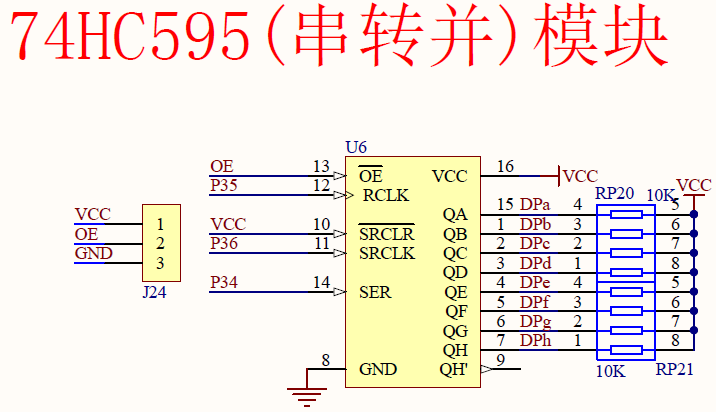 74HC595(串转并)模块
U6
OE 13 OE VCC 16 VCC
P35 12 RCLK
RP20 10K VCC
QA 15 DPa 4 5
VCC 10 SRCLR QB 1 DPb 3 6
P36 11 SRCLK QC 2 DPc 2 7
QD 3 DPd 1 8
P34 14 SER QE 4 DPe 4 5
QF 5 DPf 3 6
QG 6 DPg 2 7
QH 7 DPh 1 8
8 GND QH' 9
10K RP21
VCC 1
OE 2
GND 3
J24